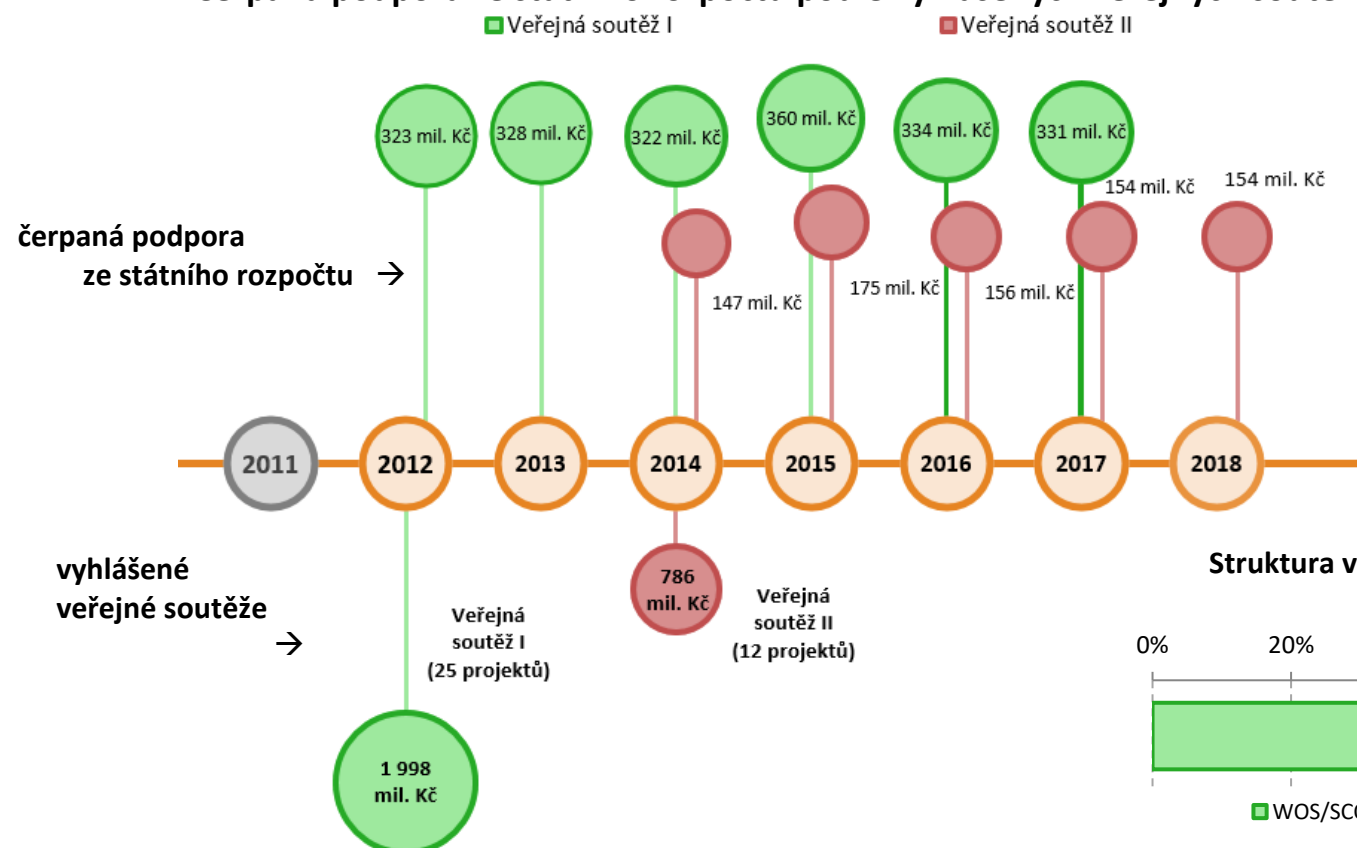 Veřejná soutěž I
Veřejná soutěž II
323 mil. Kč
328 mil. Kč
322 mil. Kč
360 mil. Kč
334 mil. Kč
331 mil. Kč
154 mil. Kč
154 mil. Kč
čerpaná podpora
ze státního rozpočtu →
147 mil. Kč
175 mil. Kč
156 mil. Kč
2011
2012
2013
2014
2015
2016
2017
2018
vyhlášené
veřejné soutěže
→
Veřejná
soutěž I
(25 projektů)
786
mil. Kč
Veřejná
soutěž II
(12 projektů)
1 998
mil. Kč
Struktura v
0%
20%
WOS/SC